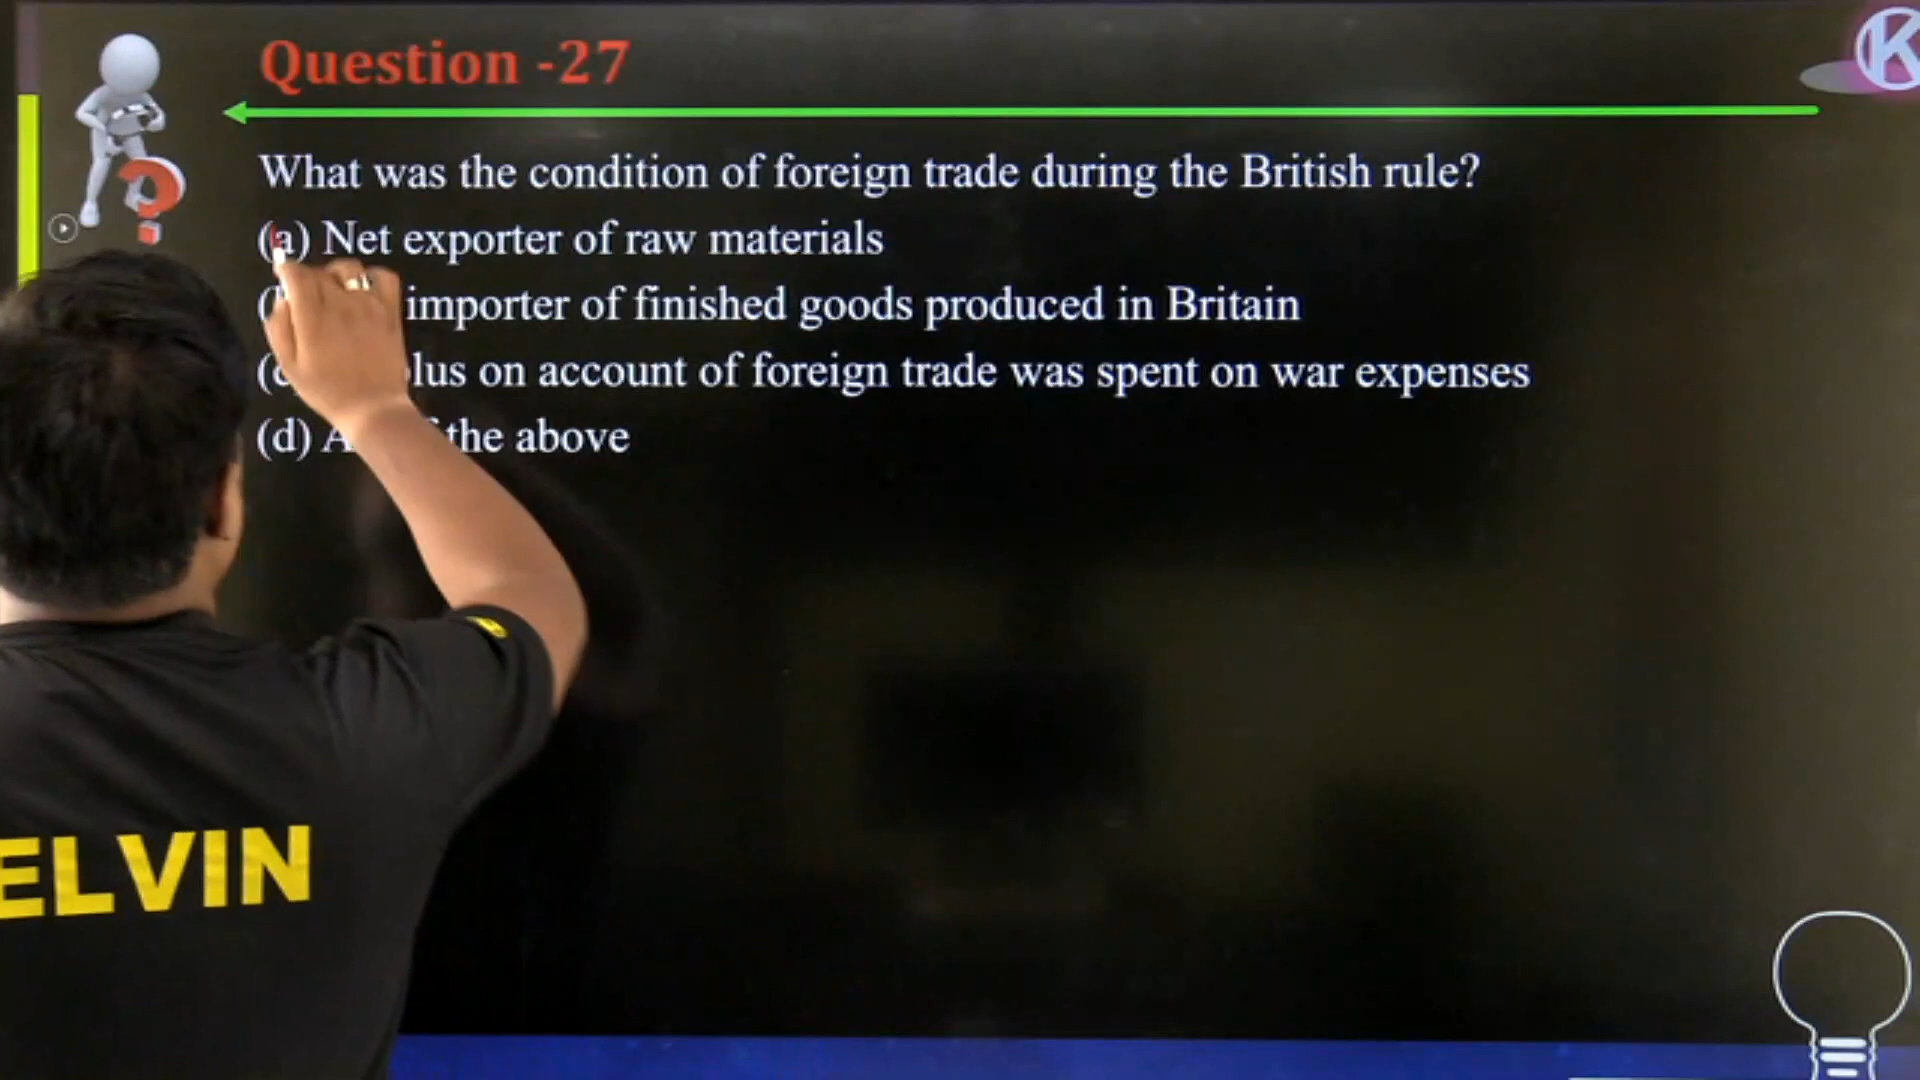 Question -27
K
What was the condition of foreign trade during the British rule?
(a) Net exporter of raw materials
importer of finished goods produced in Britain
on account of foreign trade was spent on war expenses
(d) the above
ELVIN